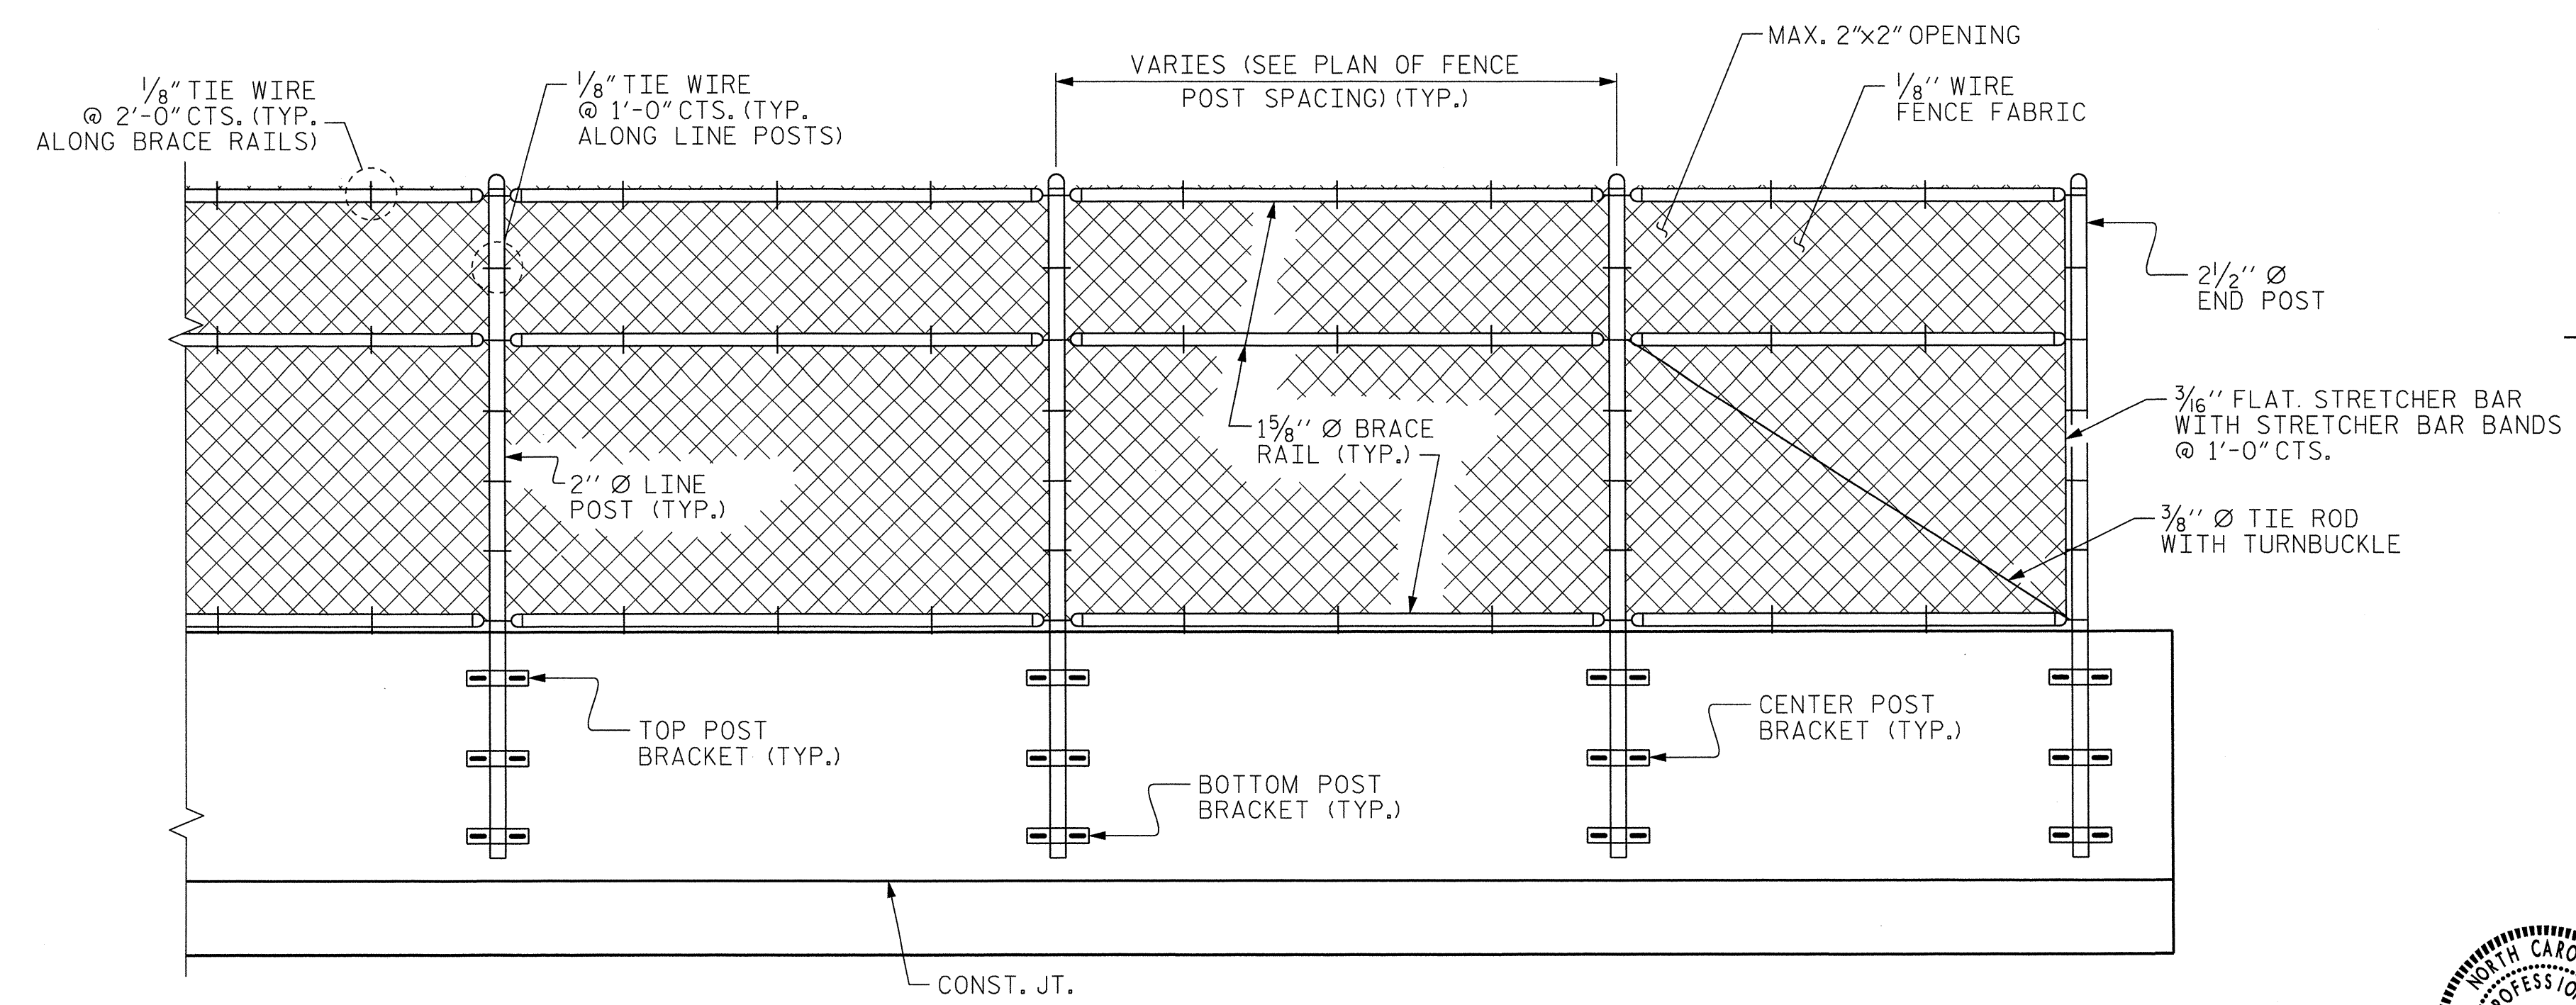 1/8" TIE WIRE
@ 2'-0" CTS. (TYP.
ALONG BRACE RAILS)
1/8" TIE WIRE
@ 1'-0" CTS. (TYP.
ALONG LINE POSTS)
VARIES (SEE PLAN OF FENCE
POST SPACING) (TYP.)
MAX. 2"x2" OPENING
1/8" WIRE
FENCE FABRIC
2 1/2" Ø
END POST
3/16" FLAT. STRETCHER BAR
WITH STRETCHER BAR BANDS
@ 1'-0" CTS.
1 5/8" Ø BRACE
RAIL (TYP.)
2" Ø LINE
POST (TYP.)
3/8" Ø TIE ROD
WITH TURNBUCKLE
TOP POST
BRACKET (TYP.)
CENTER POST
BRACKET (TYP.)
BOTTOM POST
BRACKET (TYP.)
CONST. JT.
NORTH